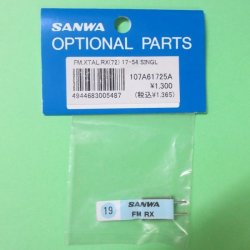 SANWA
OPTIONAL PARTS
FM.XTAL.RX(72) 17-54 SINGL
107A61725A
¥1,300
4944683005487
(税込¥1,365)
19
SANWA
FM RX